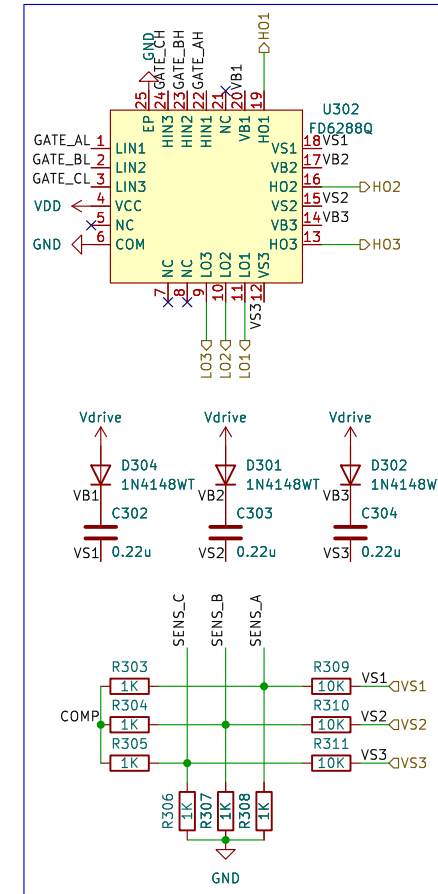 HO1
GND
GATE_CH
GATE_BH
GATE_AH
VB1
25 24 23 22 21 20 19
EP HIN3 HIN2 HIN1 NC VB1 HO1
U302
FD6288Q
GATE_AL 1 LIN1 VS1 18 VS1
GATE_BL 2 LIN2 VB2 17 VB2
GATE_CL 3 LIN3 HO2 16 HO2
VDD 4 VCC VS2 15 VS2
5 NC VB3 14 VB3
GND 6 COM HO3 13 HO3
NC NC LO3 LO2 LO1 VS3
7 8 9 10 11 12
VS3
LO3 LO2 LO1
Vdrive Vdrive Vdrive
D304 D301 D302
1N4148WT 1N4148WT 1N4148W
VB1 VB2 VB3
C302 C303 C304
VS1 0.22u VS2 0.22u VS3 0.22u
SENS_C SENS_B SENS_A
R303 R309
1K 10K VS1 VS1
R304 R310
COMP 1K 10K VS2 VS2
R305 R311
1K 10K VS3 VS3
R306 1K R307 1K R308 1K
GND